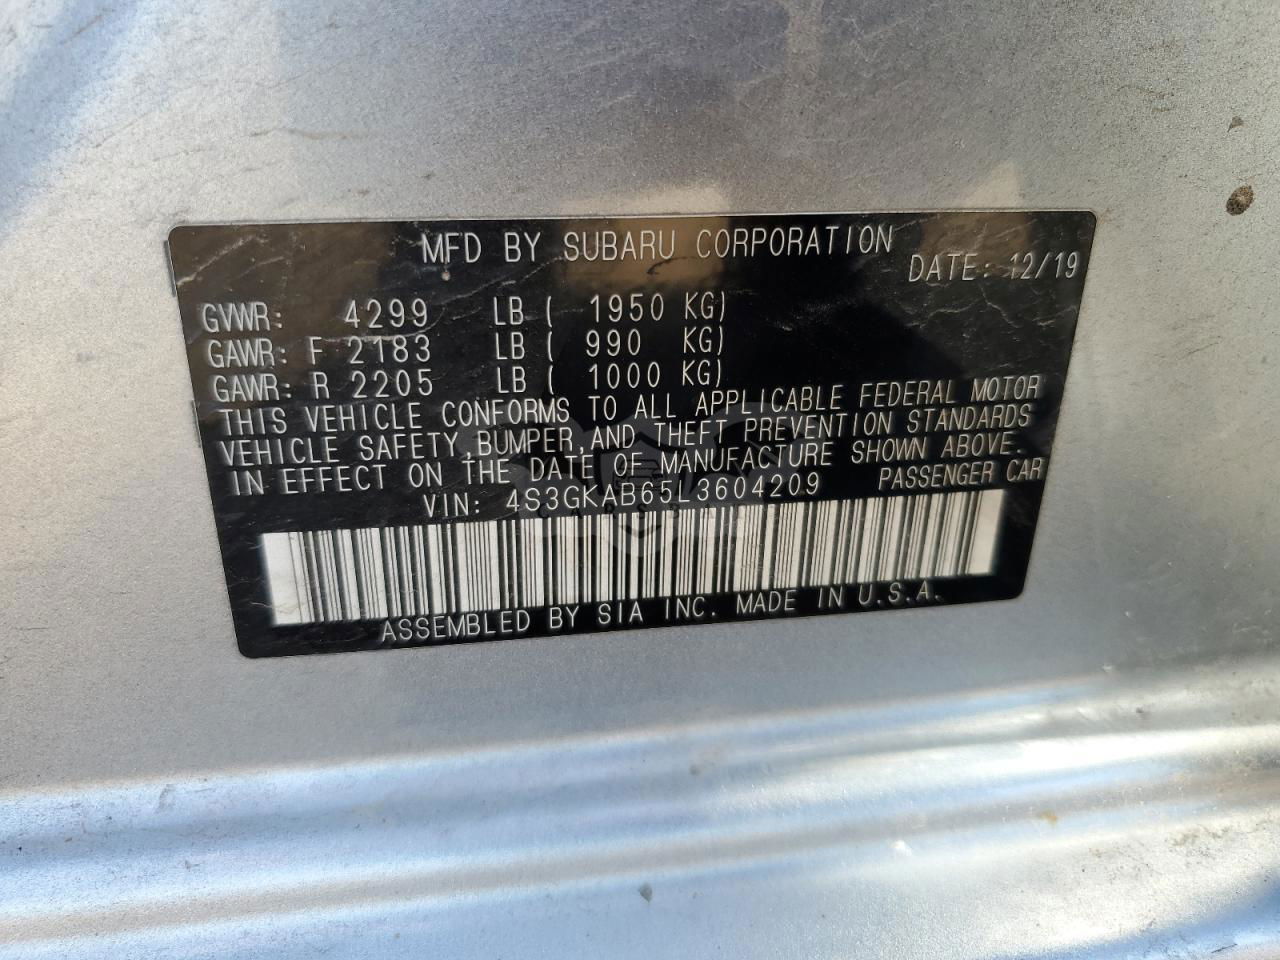 MFD BY SUBARU CORPORATION
DATE: 12/19
GVWR: 4299 LB ( 1950 KG)
GAWR: F 2183 LB ( 990 KG)
GAWR: R 2205 LB ( 1000 KG)
THIS VEHICLE CONFORMS TO ALL APPLICABLE FEDERAL MOTOR
VEHICLE SAFETY, BUMPER, AND THEFT PREVENTION STANDARDS
IN EFFECT ON THE DATE OF MANUFACTURE SHOWN ABOVE.
VIN: 4S3GKAB65L3604209 PASSENGER CAR
ASSEMBLED BY SIA INC. MADE IN U.S.A.